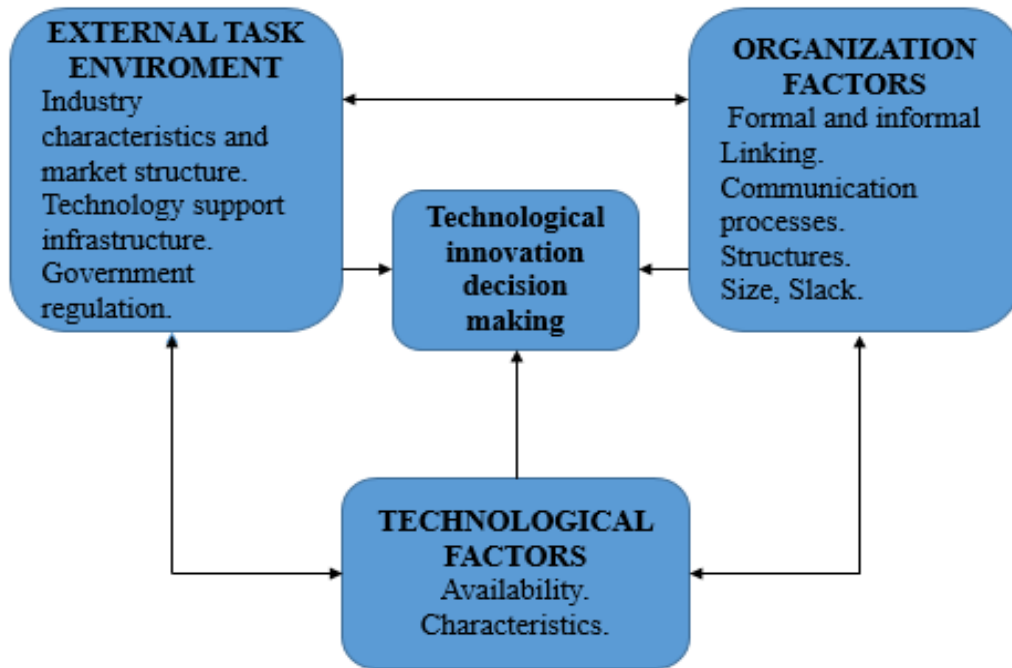 EXTERNAL TASK
ENVIROMENT
Industry
characteristics and
market structure.
Technology support
infrastructure.
Government
regulation.
ORGANIZATION
FACTORS
Formal and informal
Linking.
Communication
processes.
Structures.
Size, Slack.
Technological
innovation
decision
making
TECHNOLOGICAL
FACTORS
Availability.
Characteristics.